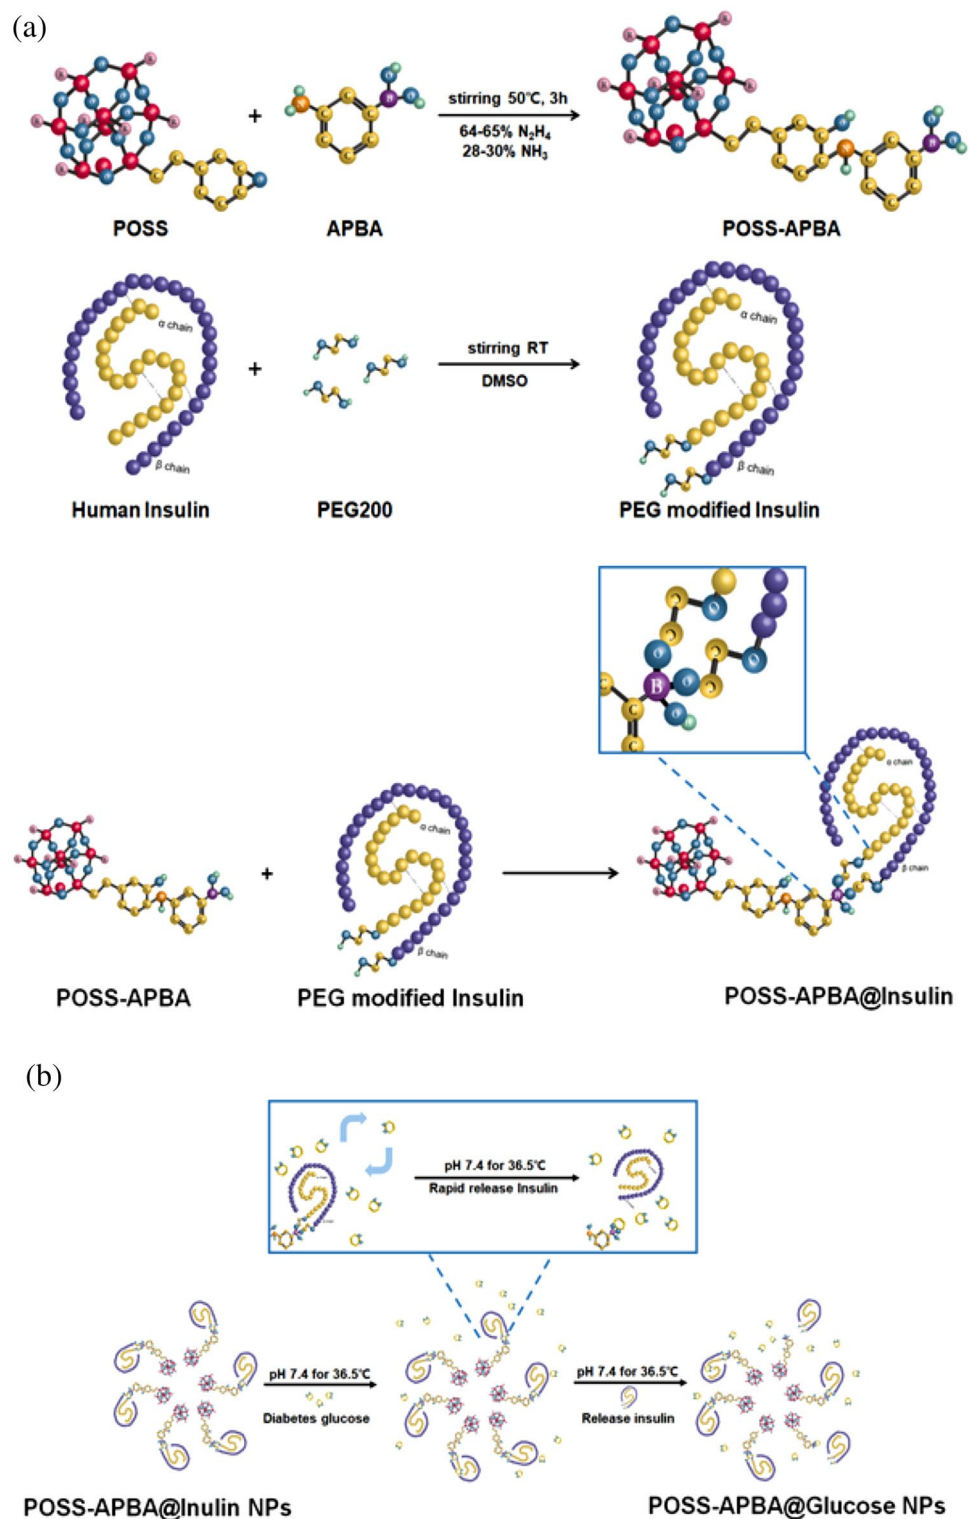 (a)
stirring 50℃, 3h
64-65% N₂H₄
28-30% NH₃
POSS
+
APBA
POSS-APBA
α chain
β chain
+
stirring RT
DMSO
α chain
β chain
Human Insulin
PEG200
PEG modified Insulin
B
C
C
α chain
β chain
+
α chain
β chain
POSS-APBA
PEG modified Insulin
POSS-APBA@Insulin
(b)
pH 7.4 for 36.5℃
Rapid release Insulin
pH 7.4 for 36.5℃
Diabetes glucose
pH 7.4 for 36.5℃
Release insulin
POSS-APBA@Inulin NPs
POSS-APBA@Glucose NPs